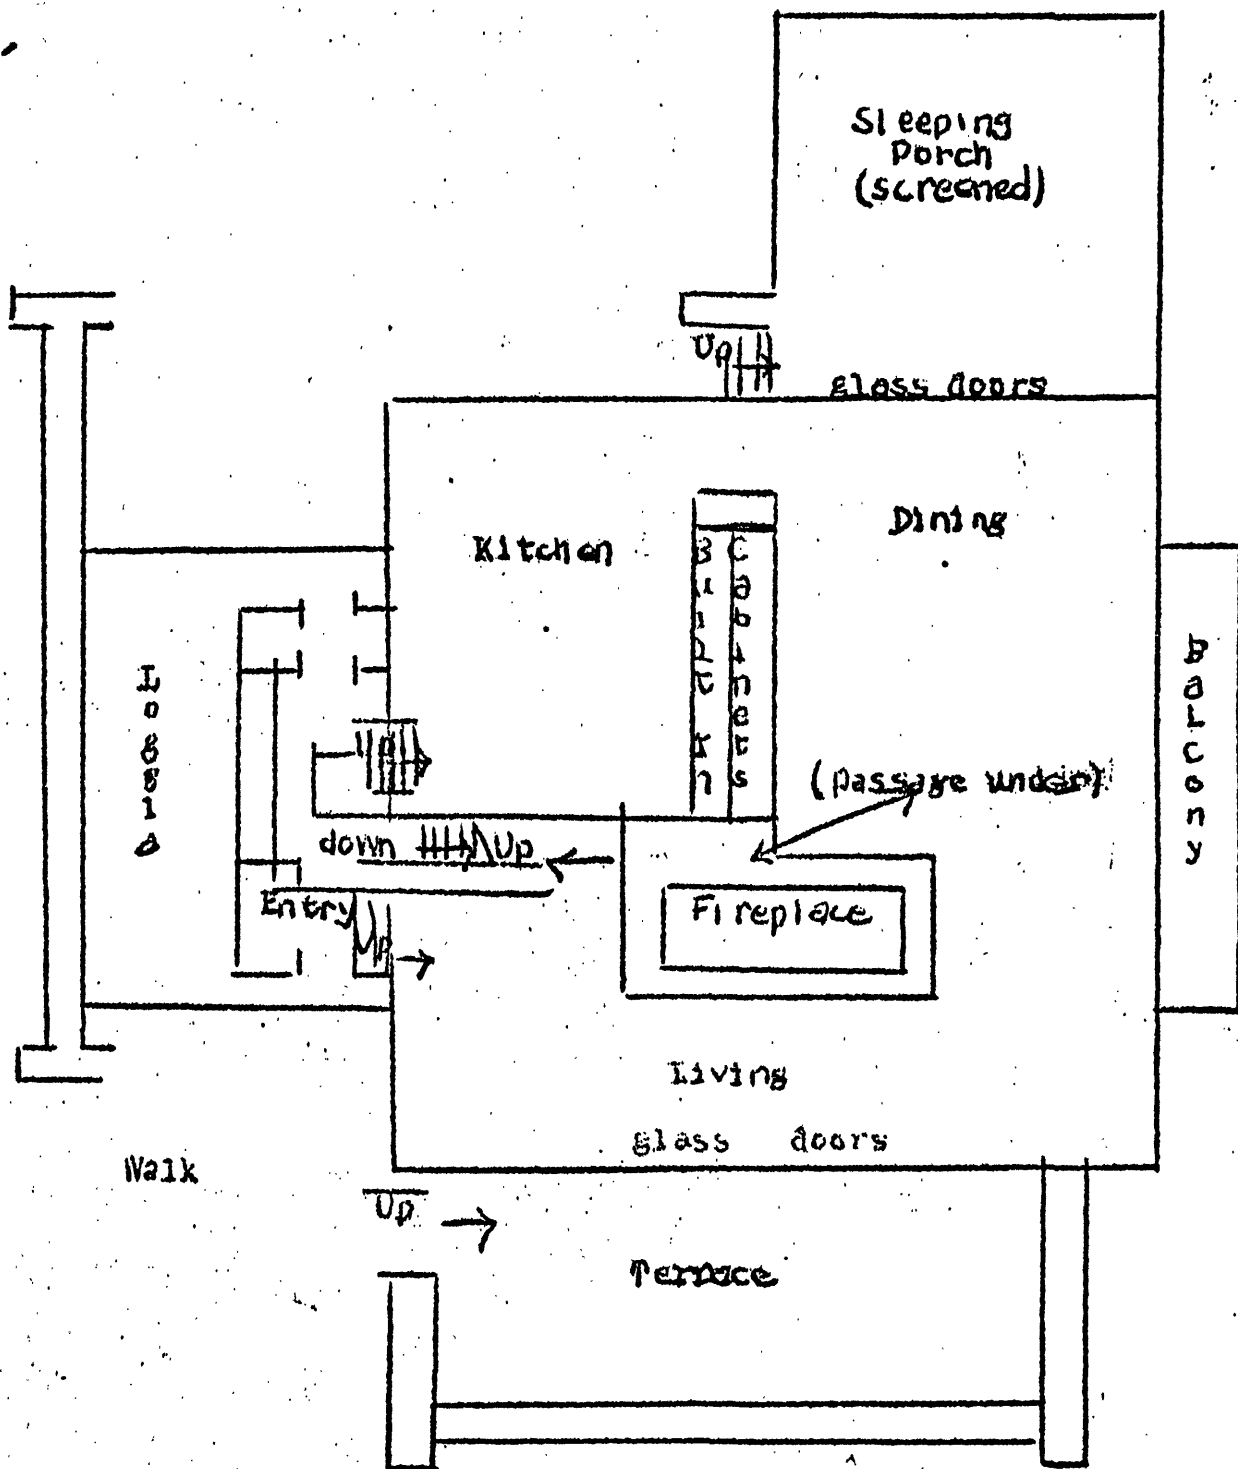 Sleeping
Porch
(screened)
Up
glass doors
Kitchen
Dining
Built In
Cabinets
Loggia
Balcony
Up
(passage under)
down
Up
Entry
Up
Fireplace
Living
glass doors
Walk
Up
Terrace